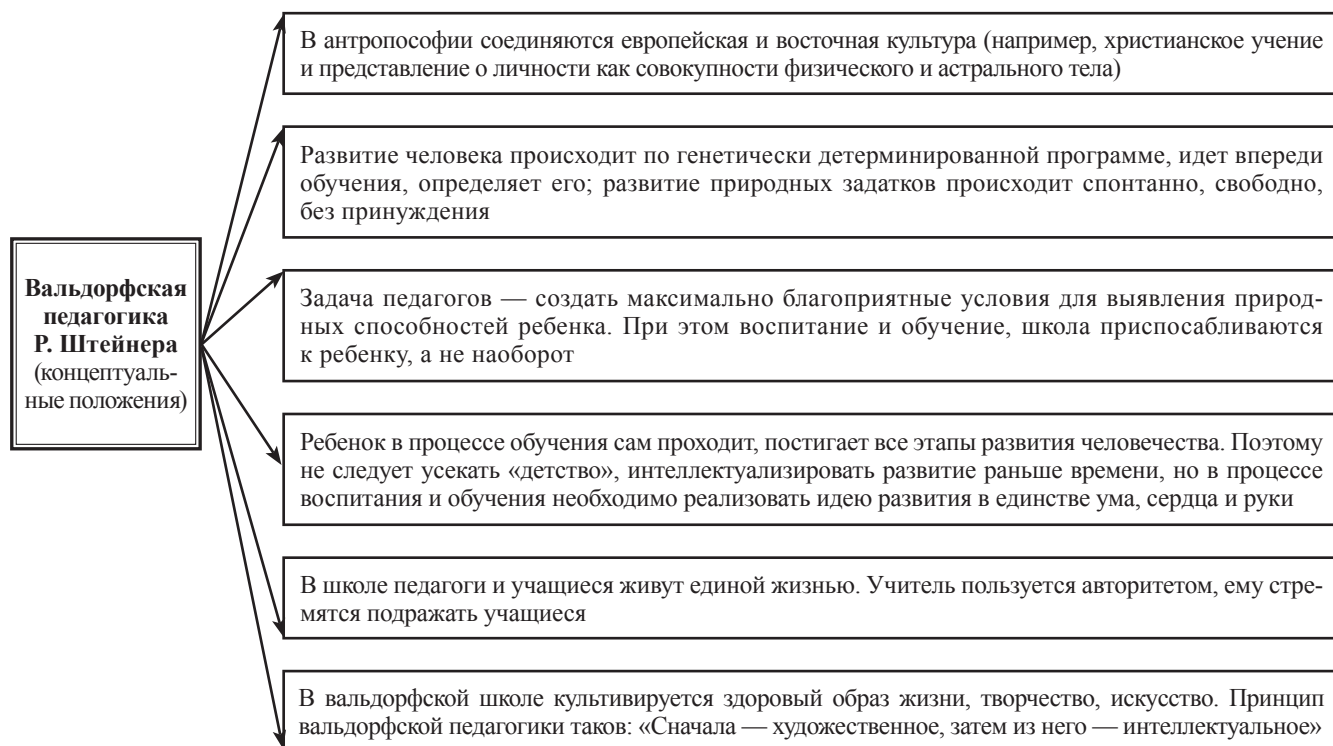 В антропософии соединяются европейская и восточная культура (например, христианское учение
и представление о личности как совокупности физического и астрального тела)
Развитие человека происходит по генетически детерминированной программе, идет впереди
обучения, определяет его; развитие природных задатков происходит спонтанно, свободно,
без принуждения
Вальдорфская
педагогика
Р. Штейнера
(концептуаль-
ные положения)
Задача педагогов — создать максимально благоприятные условия для выявления природ-
ных способностей ребенка. При этом воспитание и обучение, школа приспосабливаются
к ребенку, а не наоборот
Ребенок в процессе обучения сам проходит, постигает все этапы развития человечества. Поэтому
не следует усекать «детство», интеллектуализировать развитие раньше времени, но в процессе
воспитания и обучения необходимо реализовать идею развития в единстве ума, сердца и руки
В школе педагоги и учащиеся живут единой жизнью. Учитель пользуется авторитетом, ему стре-
мятся подражать учащиеся
В вальдорфской школе культивируется здоровый образ жизни, творчество, искусство. Принцип
вальдорфской педагогики таков: «Сначала — художественное, затем из него — интеллектуальное»